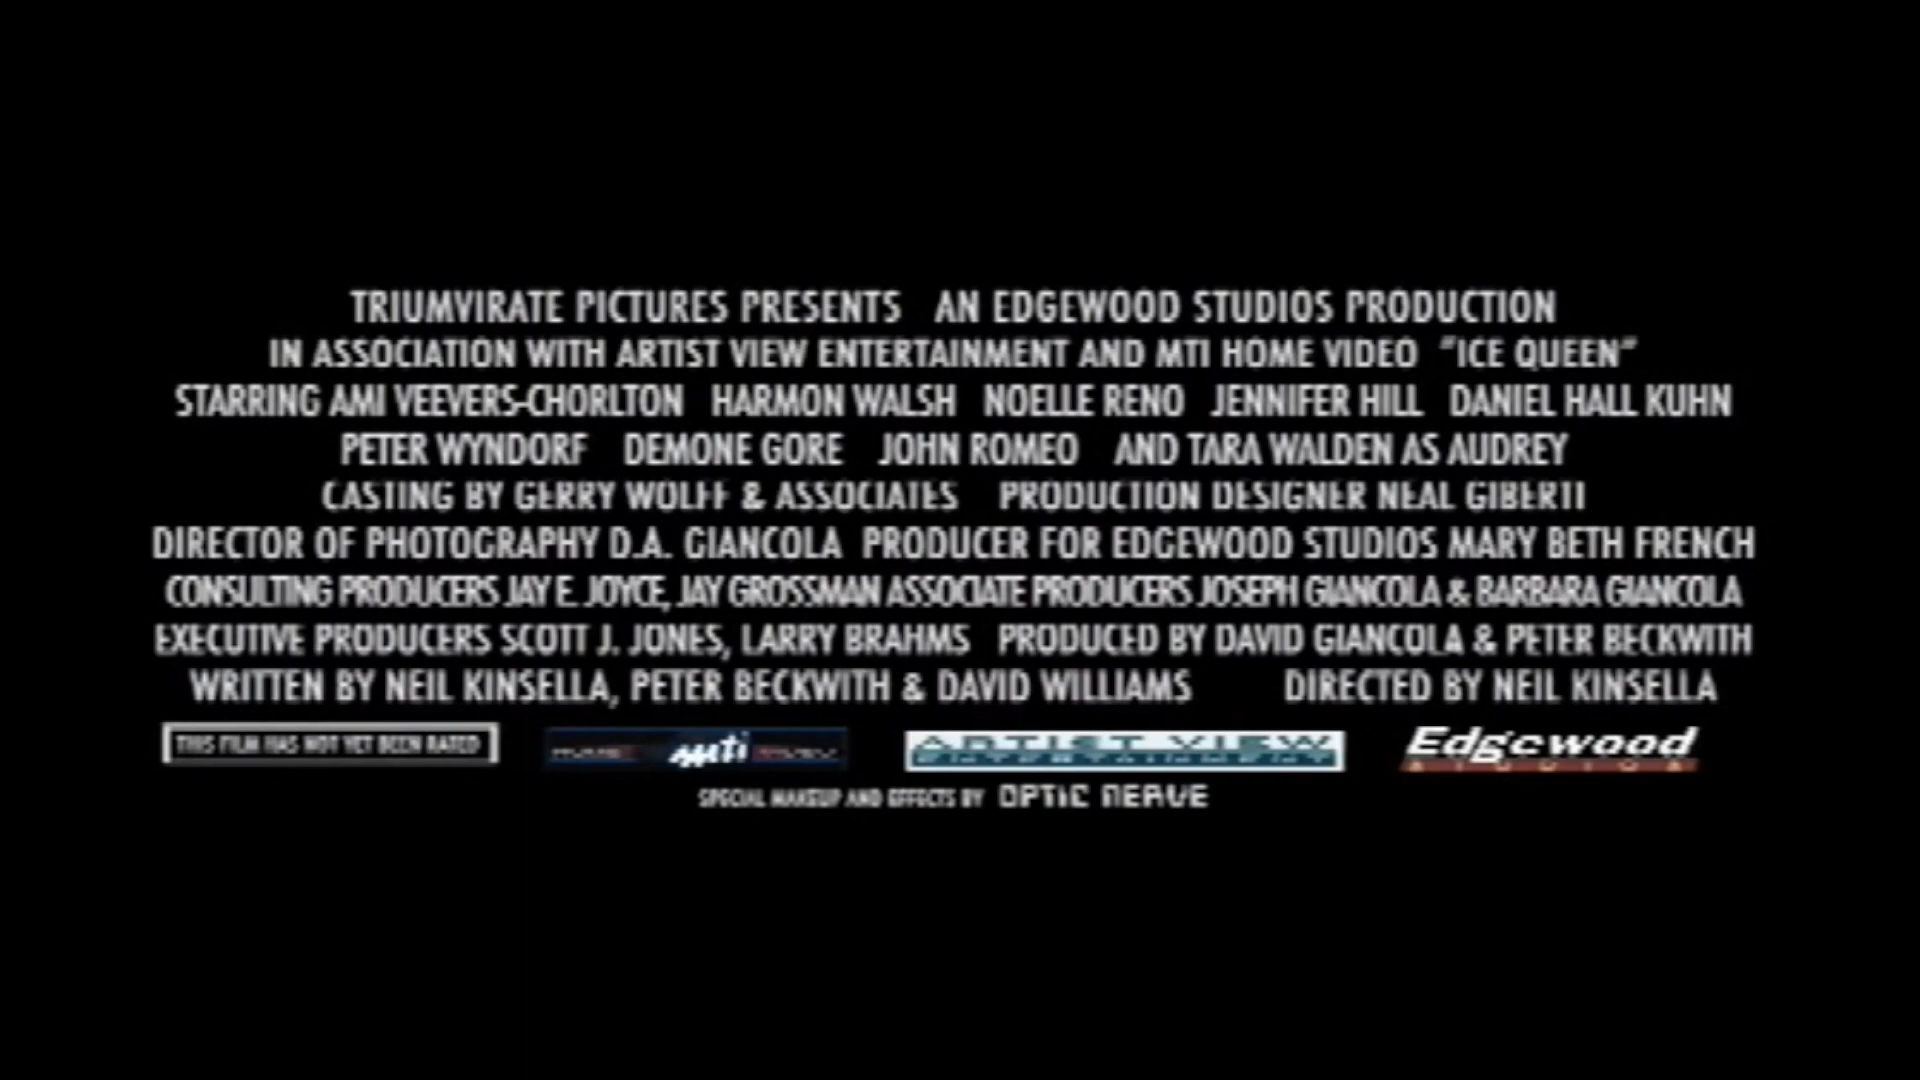 TRIUMVIRATE PICTURES PRESENTS AN EDGEWOOD STUDIOS PRODUCTION
IN ASSOCIATION WITH ARTIST VIEW ENTERTAINMENT AND MTI HOME VIDEO "ICE QUEEN"
STARRING AMI VEEVERS-CHORLTON HARMON WALSH NOELLE RENO JENNIFER HILL DANIEL HALL KUHN
PETER WYNDORF DEMONE GORE JOHN ROMEO AND TARA WALDEN AS AUDREY
CASTING BY GERRY WOLFF & ASSOCIATES PRODUCTION DESIGNER NEAL GIBERTI
DIRECTOR OF PHOTOGRAPHY D.A. GIANCOLA PRODUCER FOR EDGEWOOD STUDIOS MARY BETH FRENCH
CONSULTING PRODUCERS JAY E. JOYCE, JAY GROSSMAN ASSOCIATE PRODUCERS JOSEPH GIANCOLA & BARBARA GIANCOLA
EXECUTIVE PRODUCERS SCOTT J. JONES, LARRY BRAHMS PRODUCED BY DAVID GIANCOLA & PETER BECKWITH
WRITTEN BY NEIL KINSELLA, PETER BECKWITH & DAVID WILLIAMS DIRECTED BY NEIL KINSELLA
THIS FILM HAS NOT YET BEEN RATED mti ARTIST VIEW ENTERTAINMENT Edgewood STUDIOS
SPECIAL MAKEUP AND EFFECTS BY OPTIC NERVE